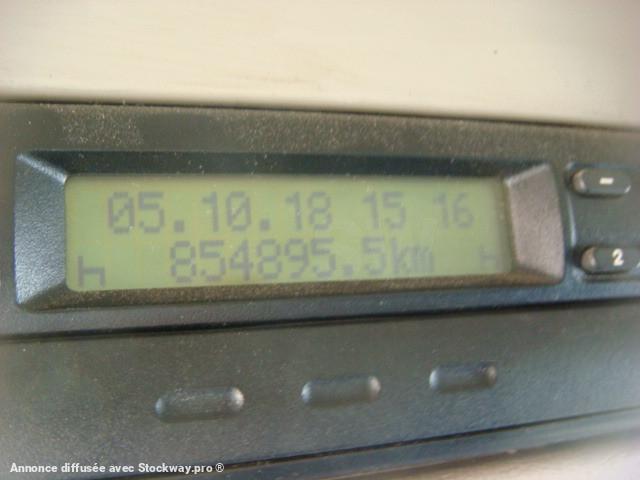 05.10.18 15 16
854895.5km
-
2
Annonce diffusée avec Stockway.pro ®